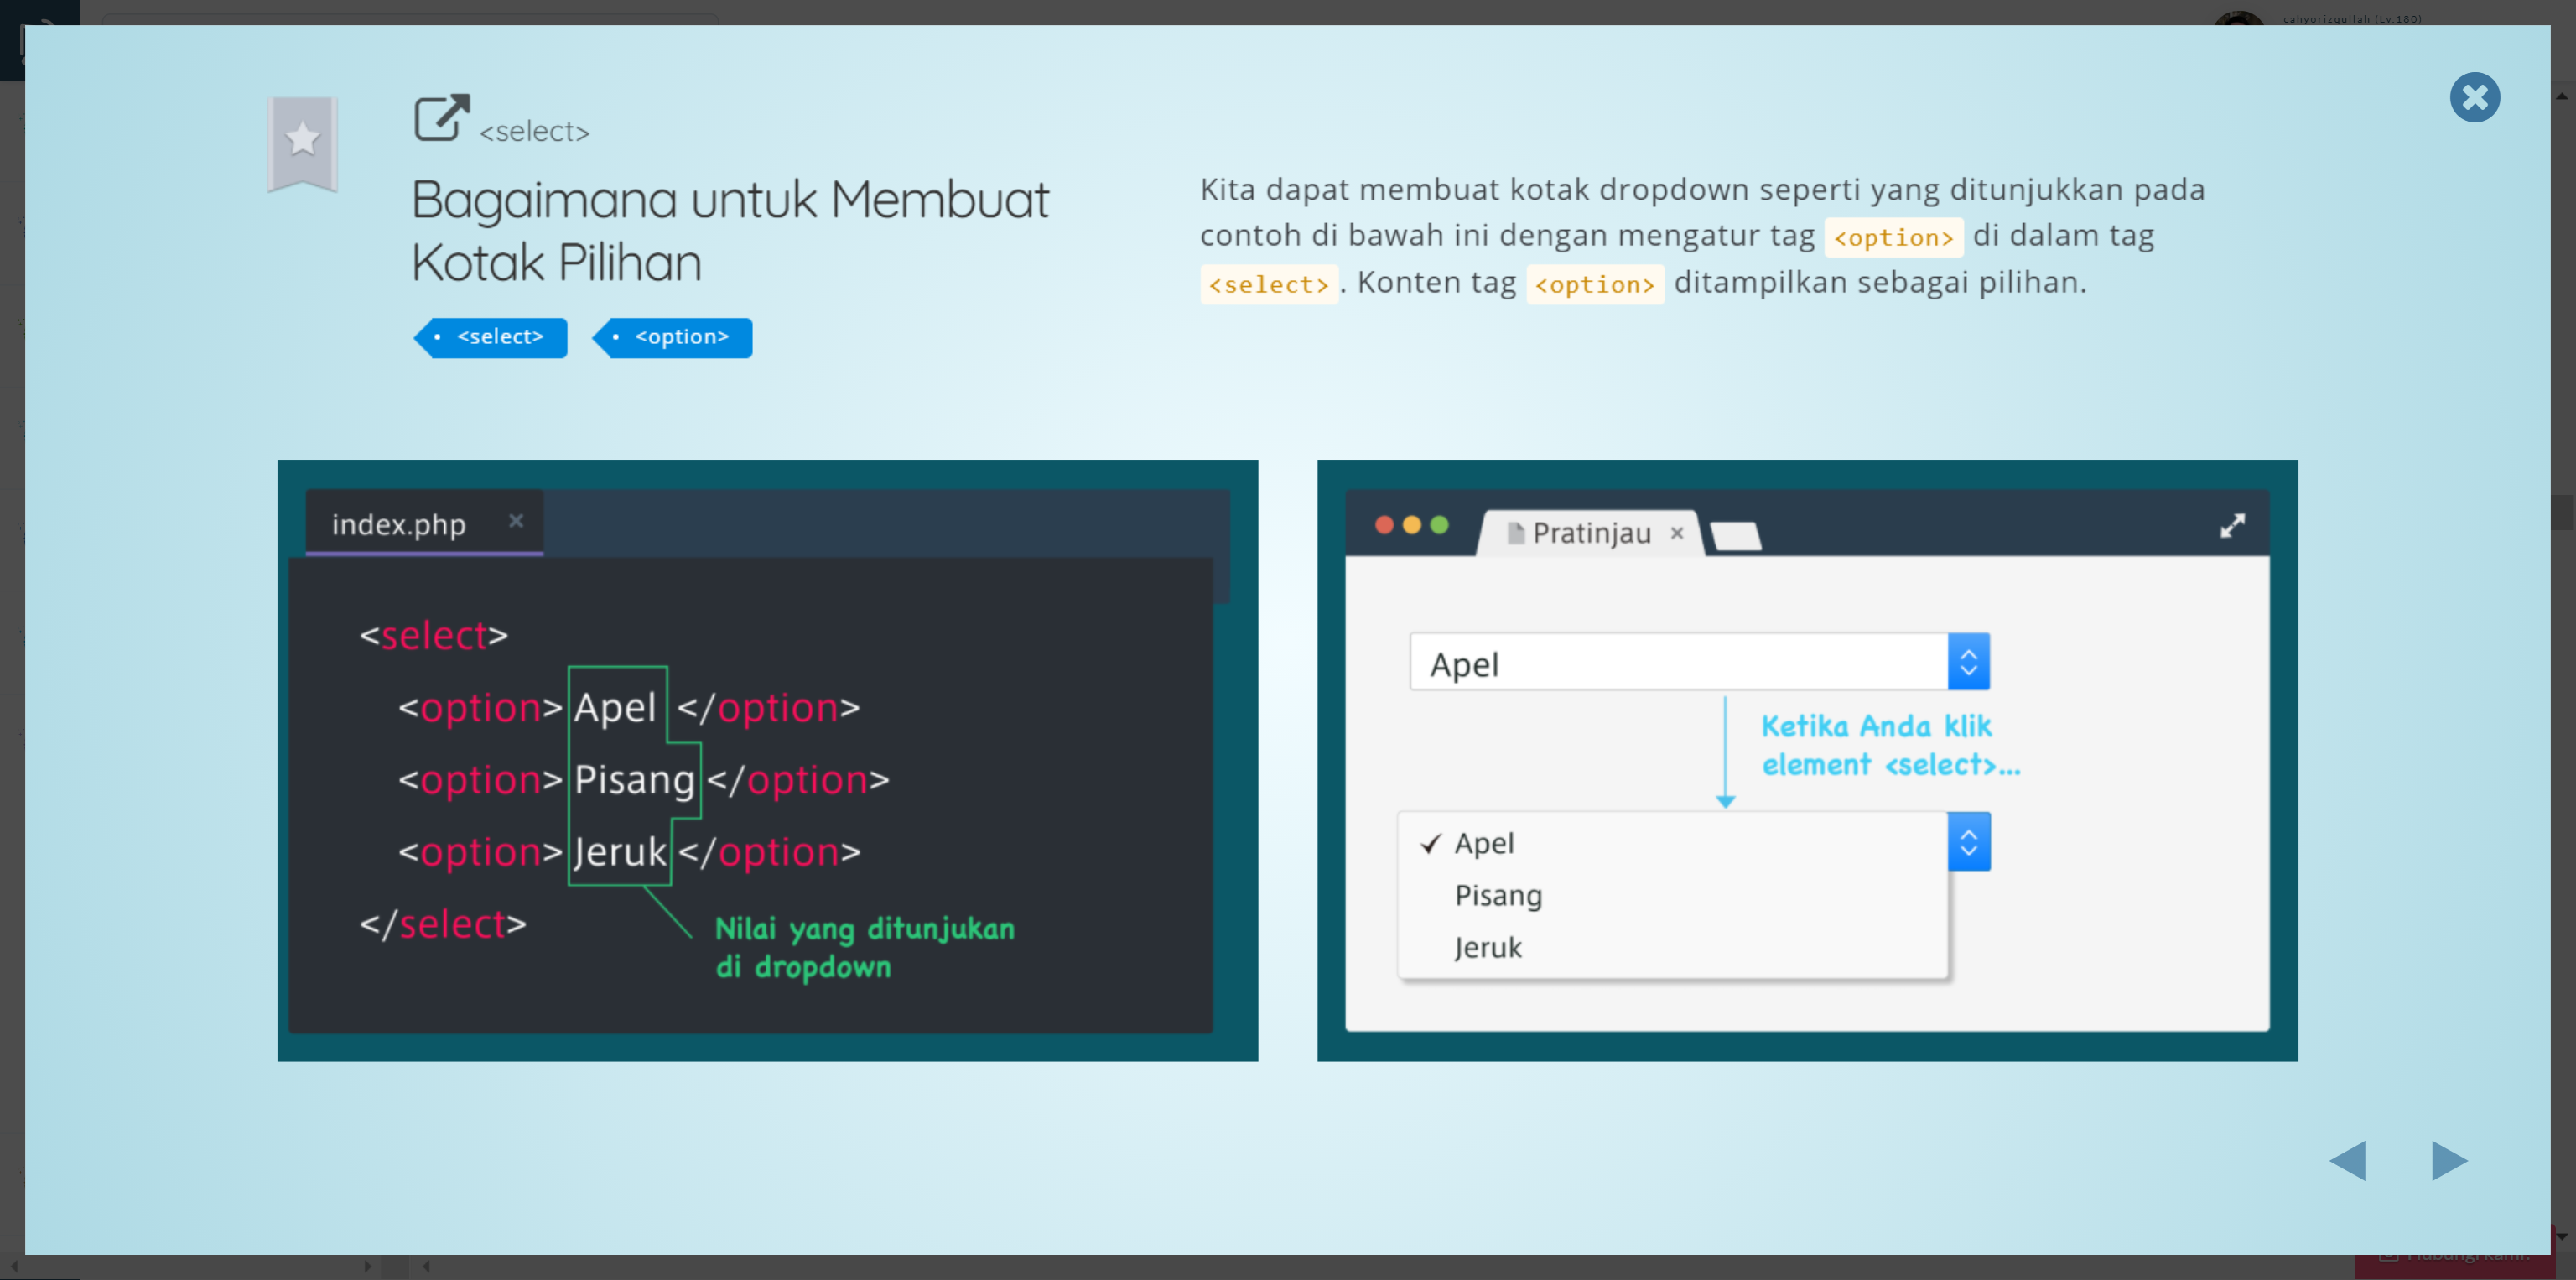 cahyorizqullah (Lv.180)
<select>
Bagaimana untuk Membuat
Kotak Pilihan
<select> <option>
Kita dapat membuat kotak dropdown seperti yang ditunjukkan pada
contoh di bawah ini dengan mengatur tag <option> di dalam tag
<select>. Konten tag <option> ditampilkan sebagai pilihan.
index.php
<select>
<option>Apel </option>
<option>Pisang</option>
<option>Jeruk</option>
</select>
Nilai yang ditunjukan
di dropdown
Pratinjau
Apel
Ketika Anda klik
element <select>...
Apel
Pisang
Jeruk